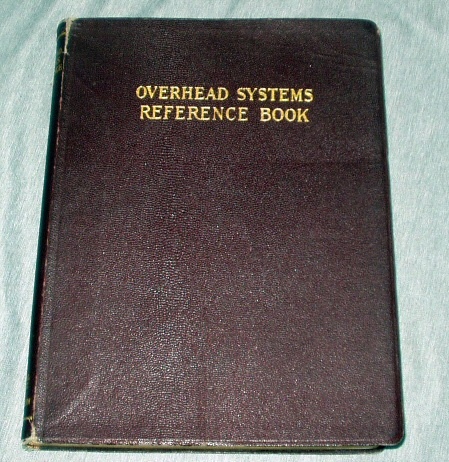 OVERHEAD SYSTEMS
REFERENCE BOOK